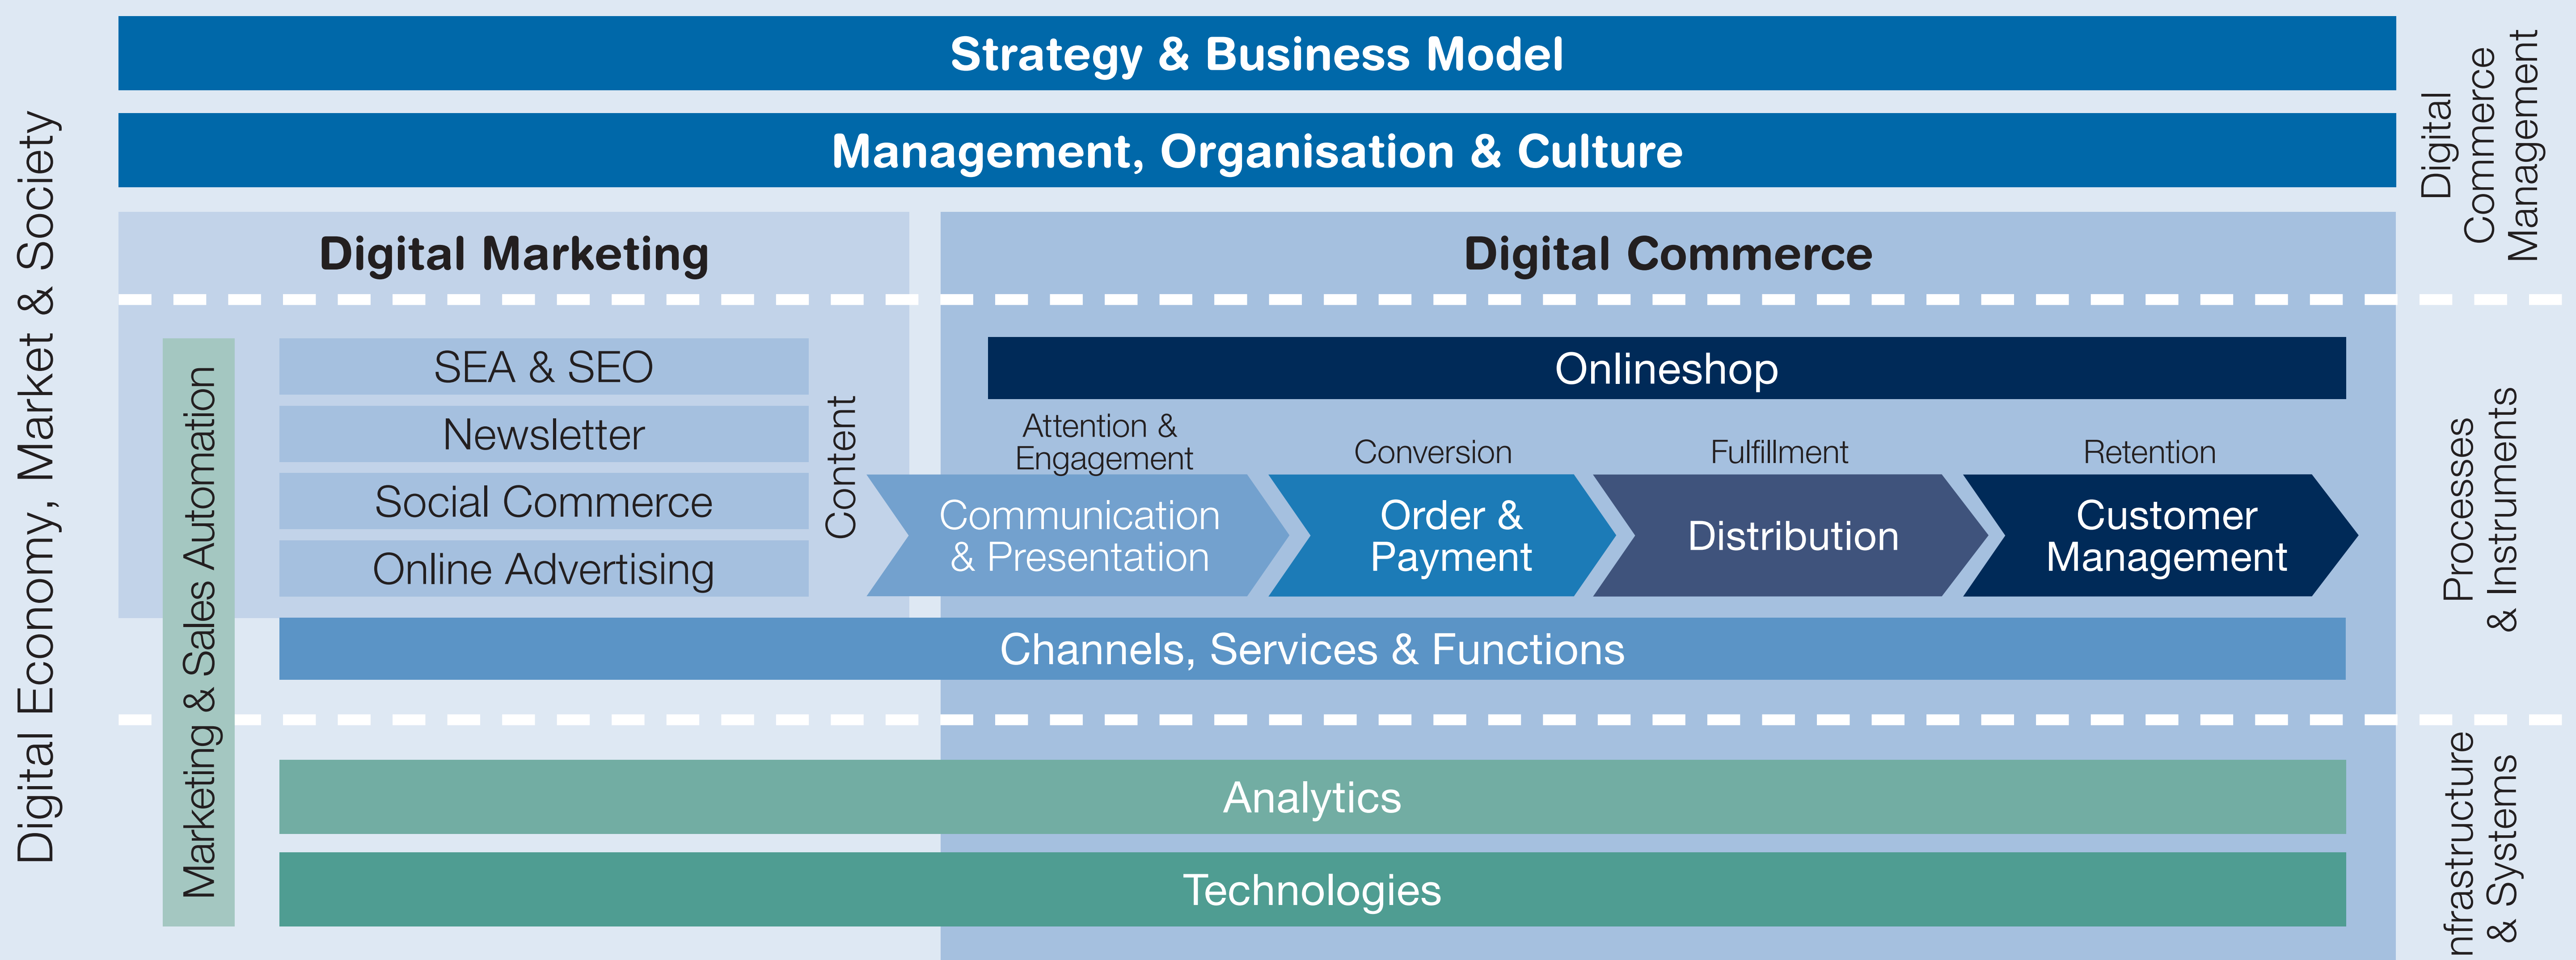 Strategy & Business Model
Management, Organisation & Culture
Digital Economy, Market & Society
Digital
Commerce
Management
Digital Marketing
Digital Commerce
Marketing & Sales Automation
SEA & SEO
Newsletter
Social Commerce
Online Advertising
Content
Onlineshop
Attention &
Engagement
Conversion
Fulfillment
Retention
Communication
& Presentation
Order &
Payment
Distribution
Customer
Management
Processes
& Instruments
Channels, Services & Functions
Analytics
Technologies
nfrastructure
& Systems